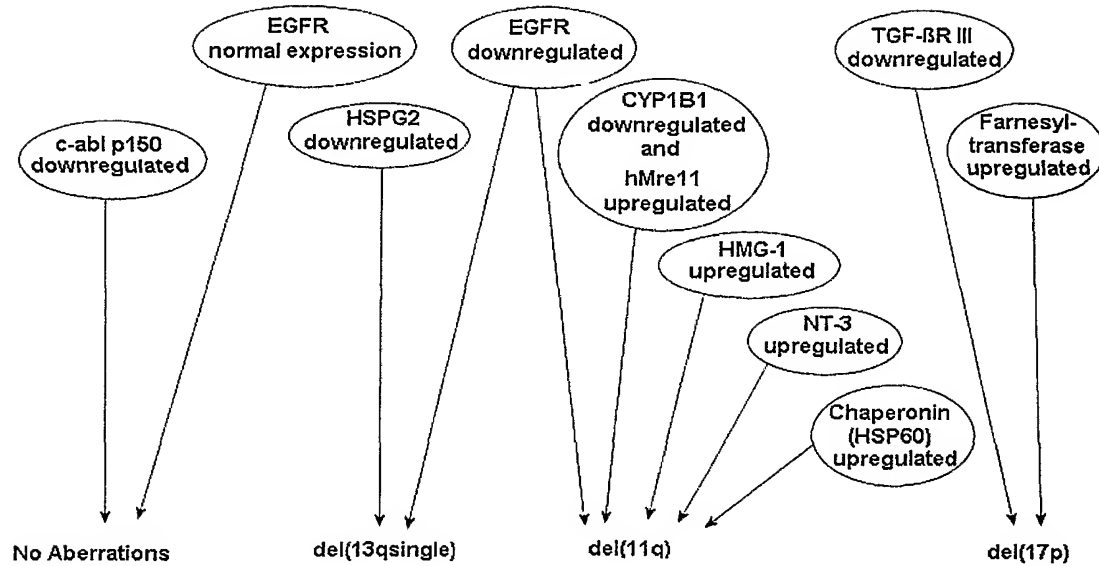 EGFR
normal expression
EGFR
downregulated
TGF-ßR III
downregulated
c-abl p150
downregulated
HSPG2
downregulated
CYP1B1
downregulated
and
hMre11
upregulated
Farnesyl-
transferase
upregulated
HMG-1
upregulated
NT-3
upregulated
Chaperonin
(HSP60)
upregulated
No Aberrations
del(13qsingle)
del(11q)
del(17p)